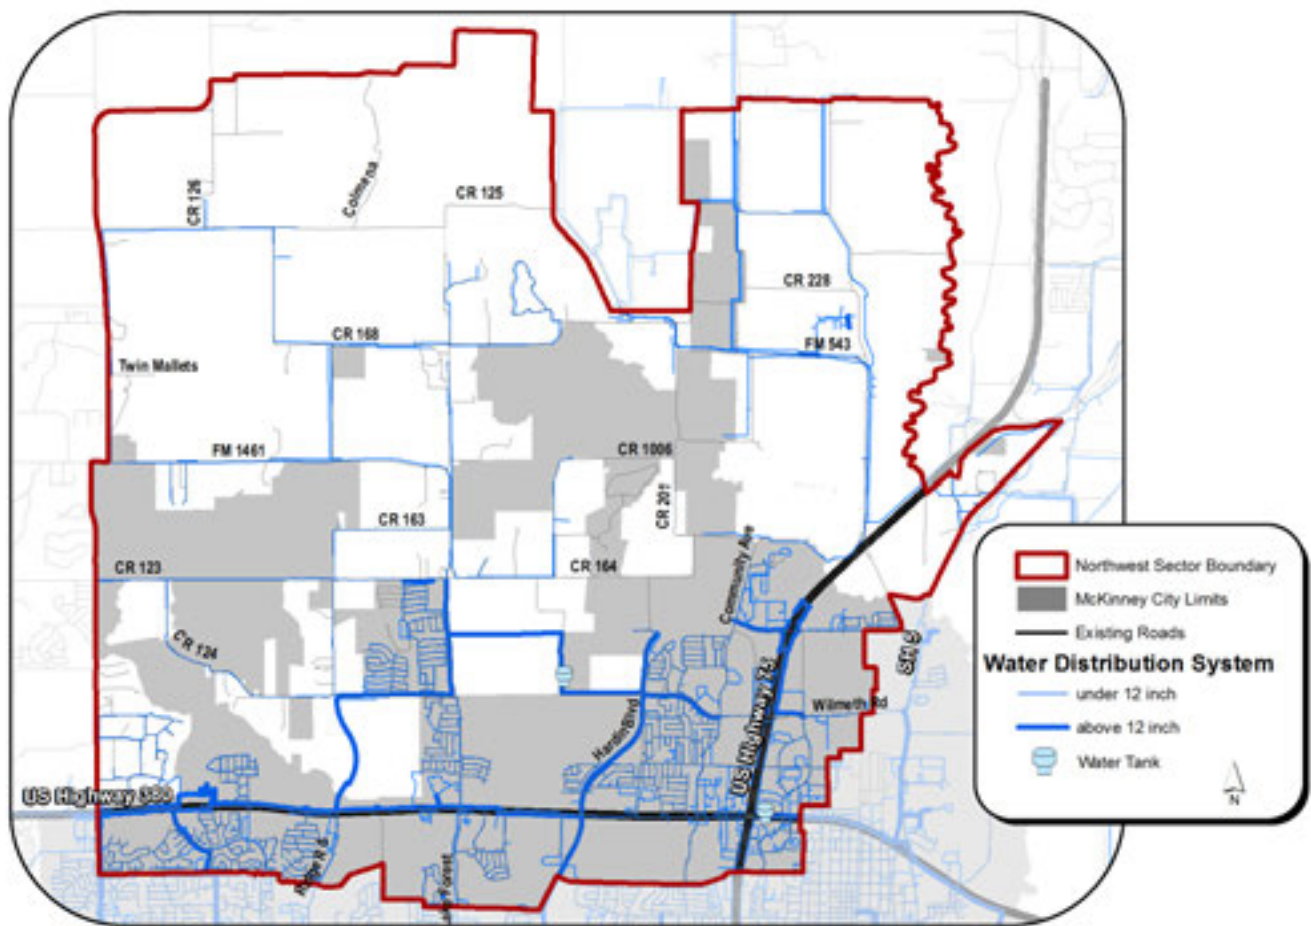 CR 126
Colmena
CR 125
CR 228
CR 168
FM 543
Twin Mallets
FM 1461
CR 1006
CR 201
CR 163
Community Ave
CR 123
CR 164
Northwest Sector Boundary
McKinney City Limits
Existing Roads
Water Distribution System
under 12 inch
above 12 inch
Water Tank
N
CR 124
SH 5
US Highway 75
Wilmeth Rd
Hardin Blvd
US Highway 380
Forest